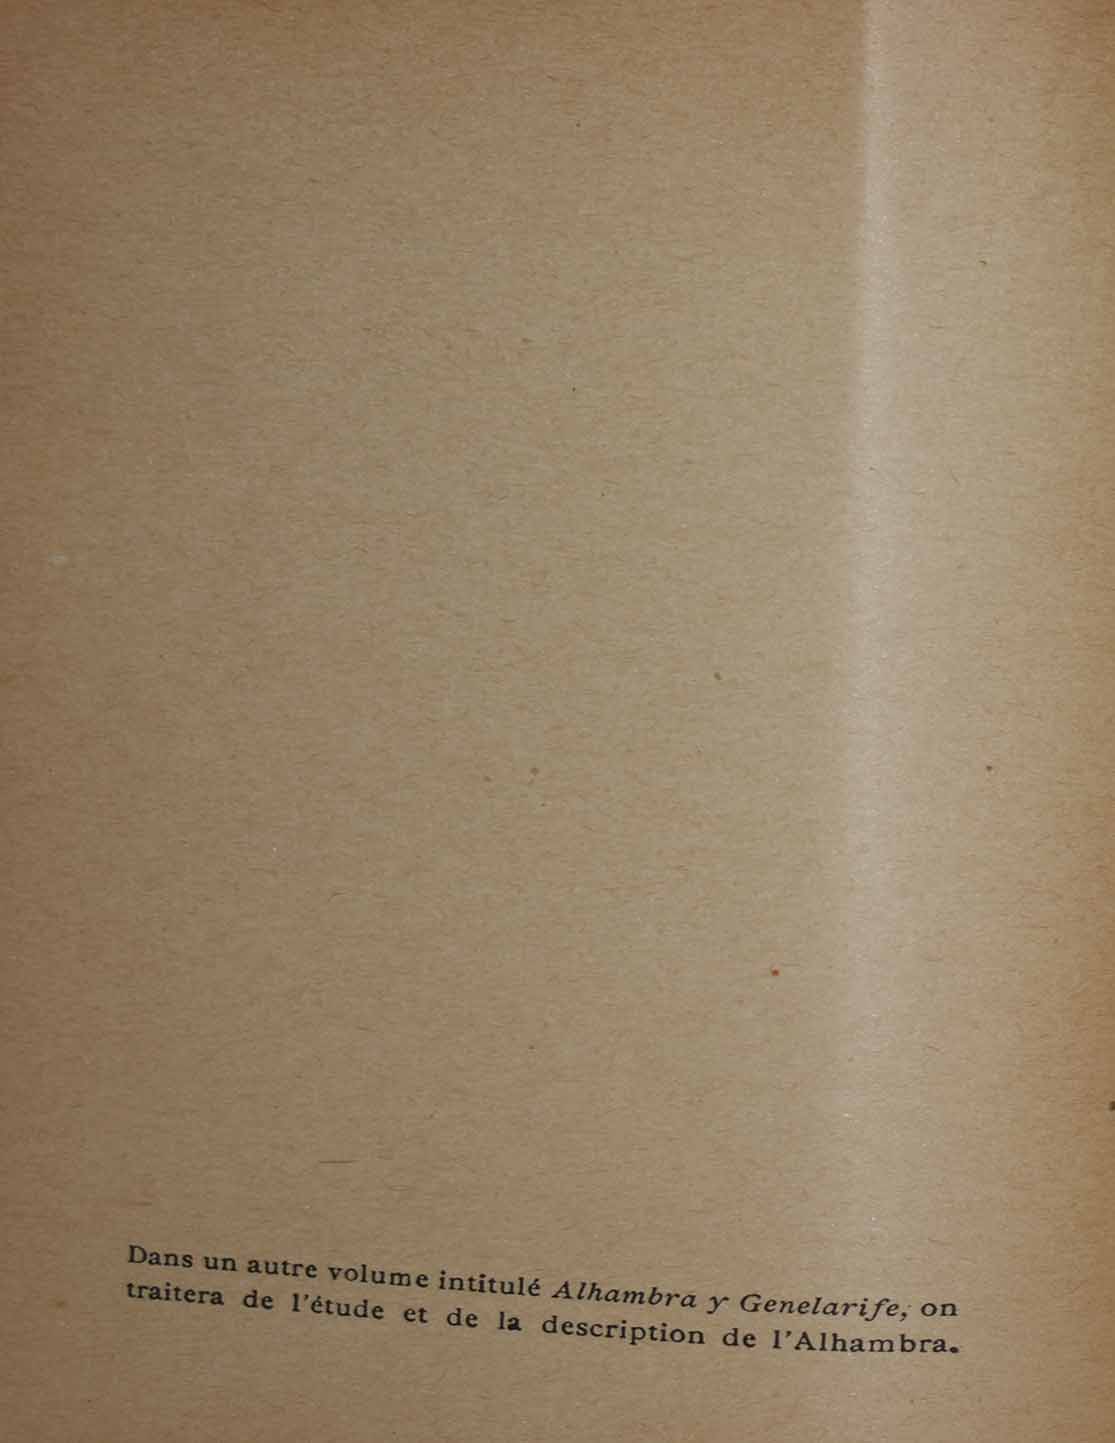 Dans un autre volume intitulé Alhambra y Genelarife, on
traitera de l'étude et de la description de l'Alhambra.